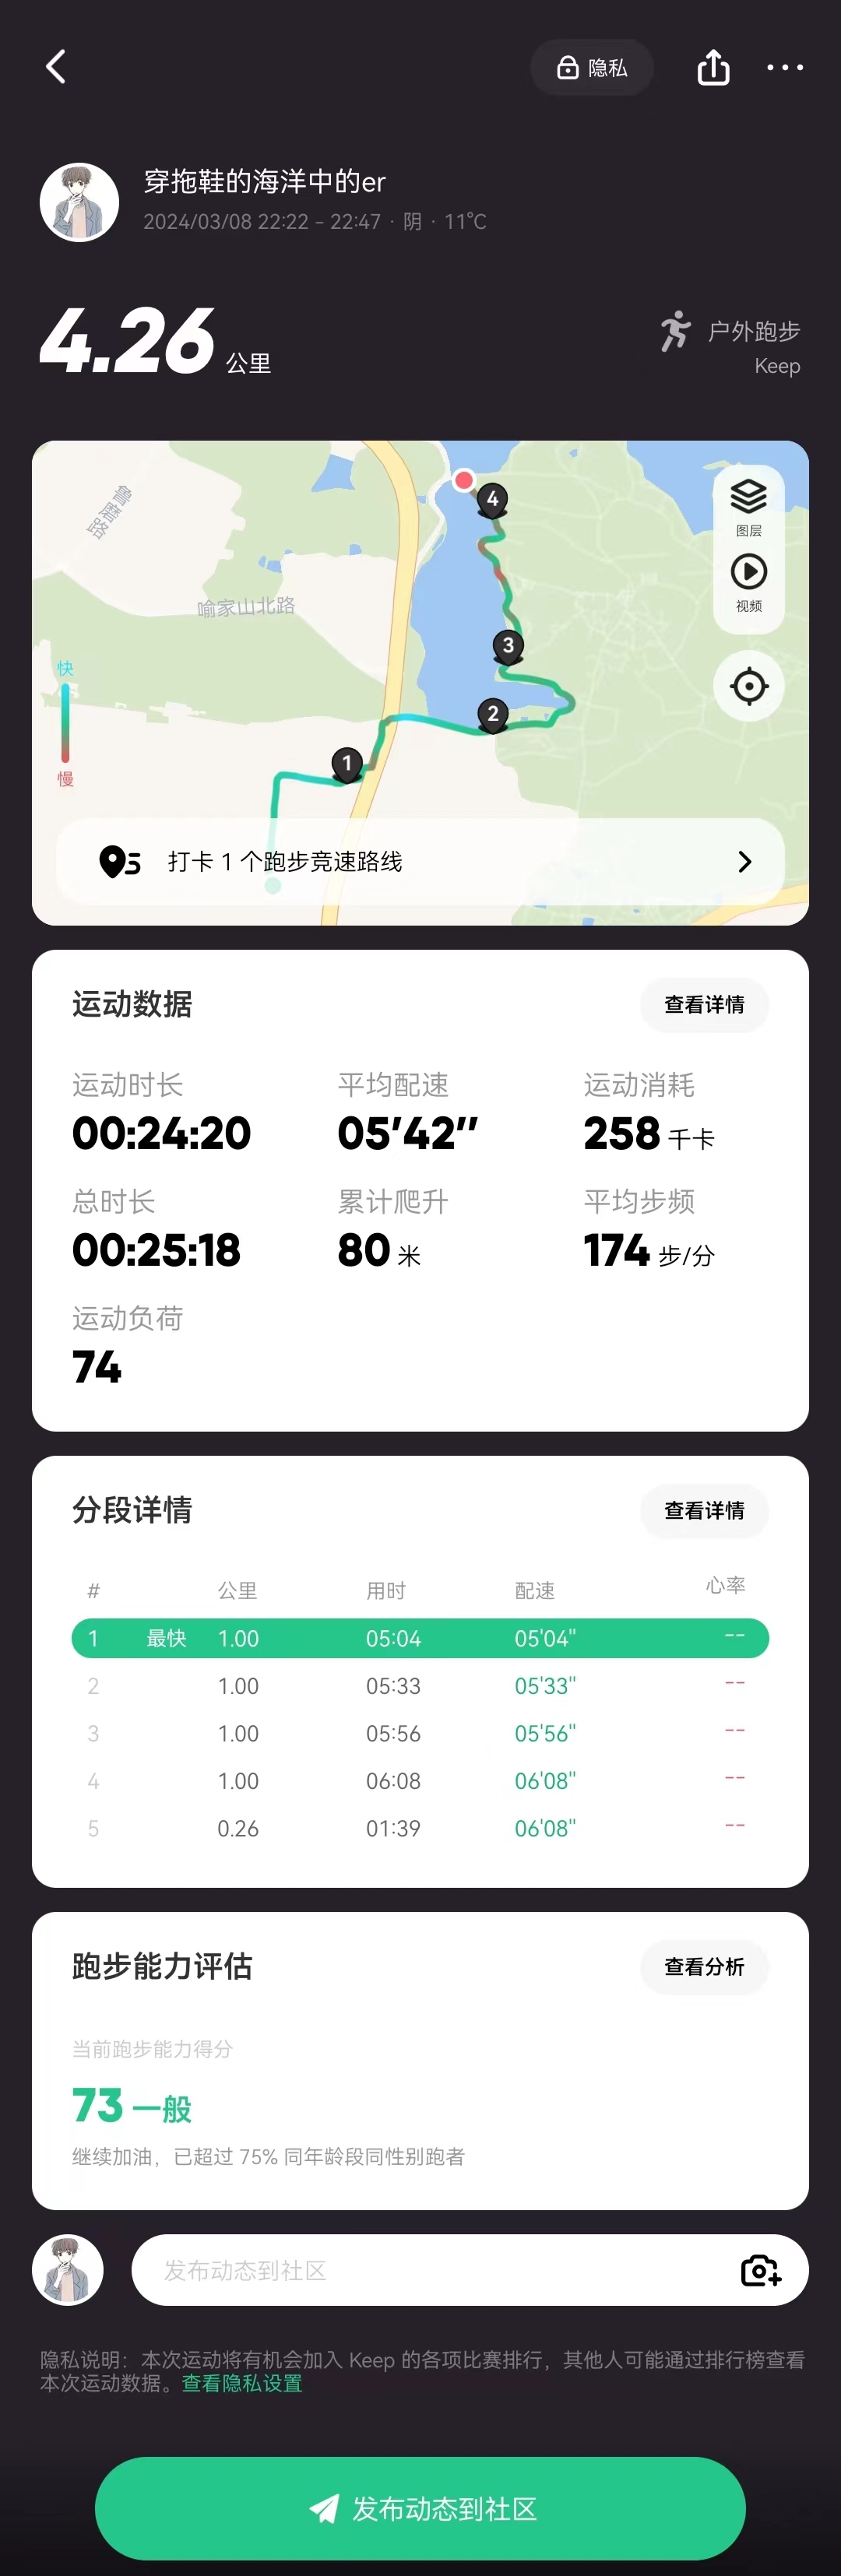 隐私
穿拖鞋的海洋中的er
2024/03/08 22:22 - 22:47 · 阴 · 11°C
4.26 公里
户外跑步
Keep
鲁磨路
喻家山北路
图层
视频
快
慢
4
3
2
1
打卡 1 个跑步竞速路线
运动数据 查看详情
运动时长 平均配速 运动消耗
00:24:20 05'42'' 258 千卡
总时长 累计爬升 平均步频
00:25:18 80 米 174 步/分
运动负荷
74
分段详情 查看详情
# 公里 用时 配速 心率
1 最快 1.00 05:04 05'04" --
2 1.00 05:33 05'33" --
3 1.00 05:56 05'56" --
4 1.00 06:08 06'08" --
5 0.26 01:39 06'08" --
跑步能力评估 查看分析
当前跑步能力得分
73 一般
继续加油，已超过 75% 同年龄段同性别跑者
发布动态到社区
隐私说明：本次运动将有机会加入 Keep 的各项比赛排行，其他人可能通过排行榜查看
本次运动数据。查看隐私设置
发布动态到社区